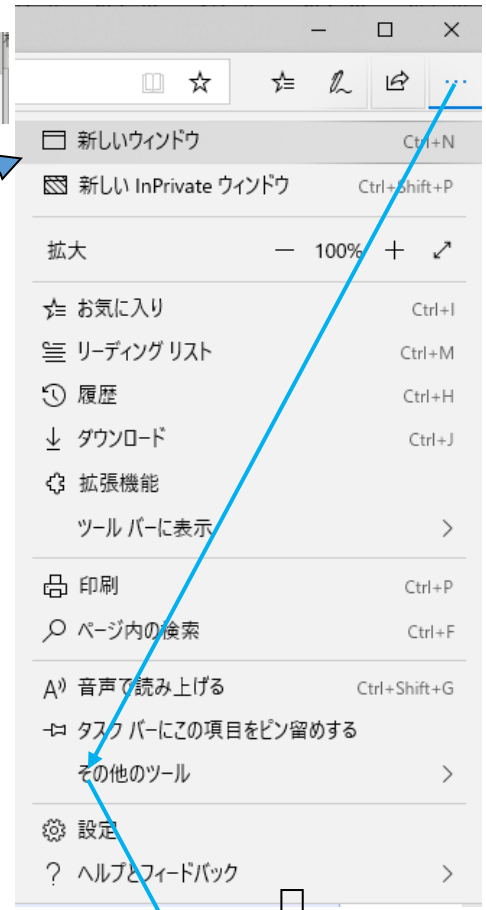 新しいウィンドウ Ctrl+N
新しい InPrivate ウィンドウ Ctrl+Shift+P
拡大 — 100% +
お気に入り Ctrl+I
リーディング リスト Ctrl+M
履歴 Ctrl+H
ダウンロード Ctrl+J
拡張機能
ツール バーに表示
印刷 Ctrl+P
ページ内の検索 Ctrl+F
音声で読み上げる Ctrl+Shift+G
タスク バーにこの項目をピン留めする
その他のツール
設定
? ヘルプとフィードバック